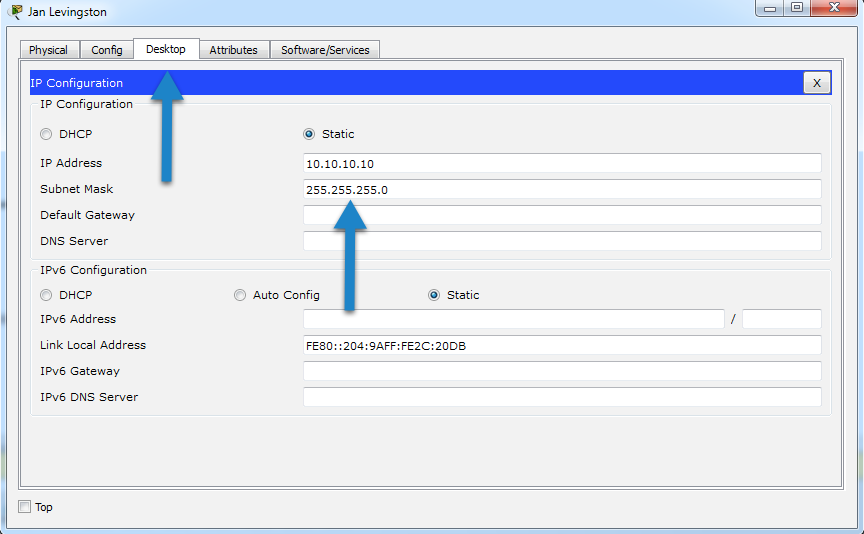 Jan Levingston
Physical Config Desktop Attributes Software/Services
IP Configuration X
IP Configuration
DHCP Static
IP Address 10.10.10.10
Subnet Mask 255.255.255.0
Default Gateway
DNS Server
IPv6 Configuration
DHCP Auto Config Static
IPv6 Address /
Link Local Address FE80::204:9AFF:FE2C:20DB
IPv6 Gateway
IPv6 DNS Server
Top